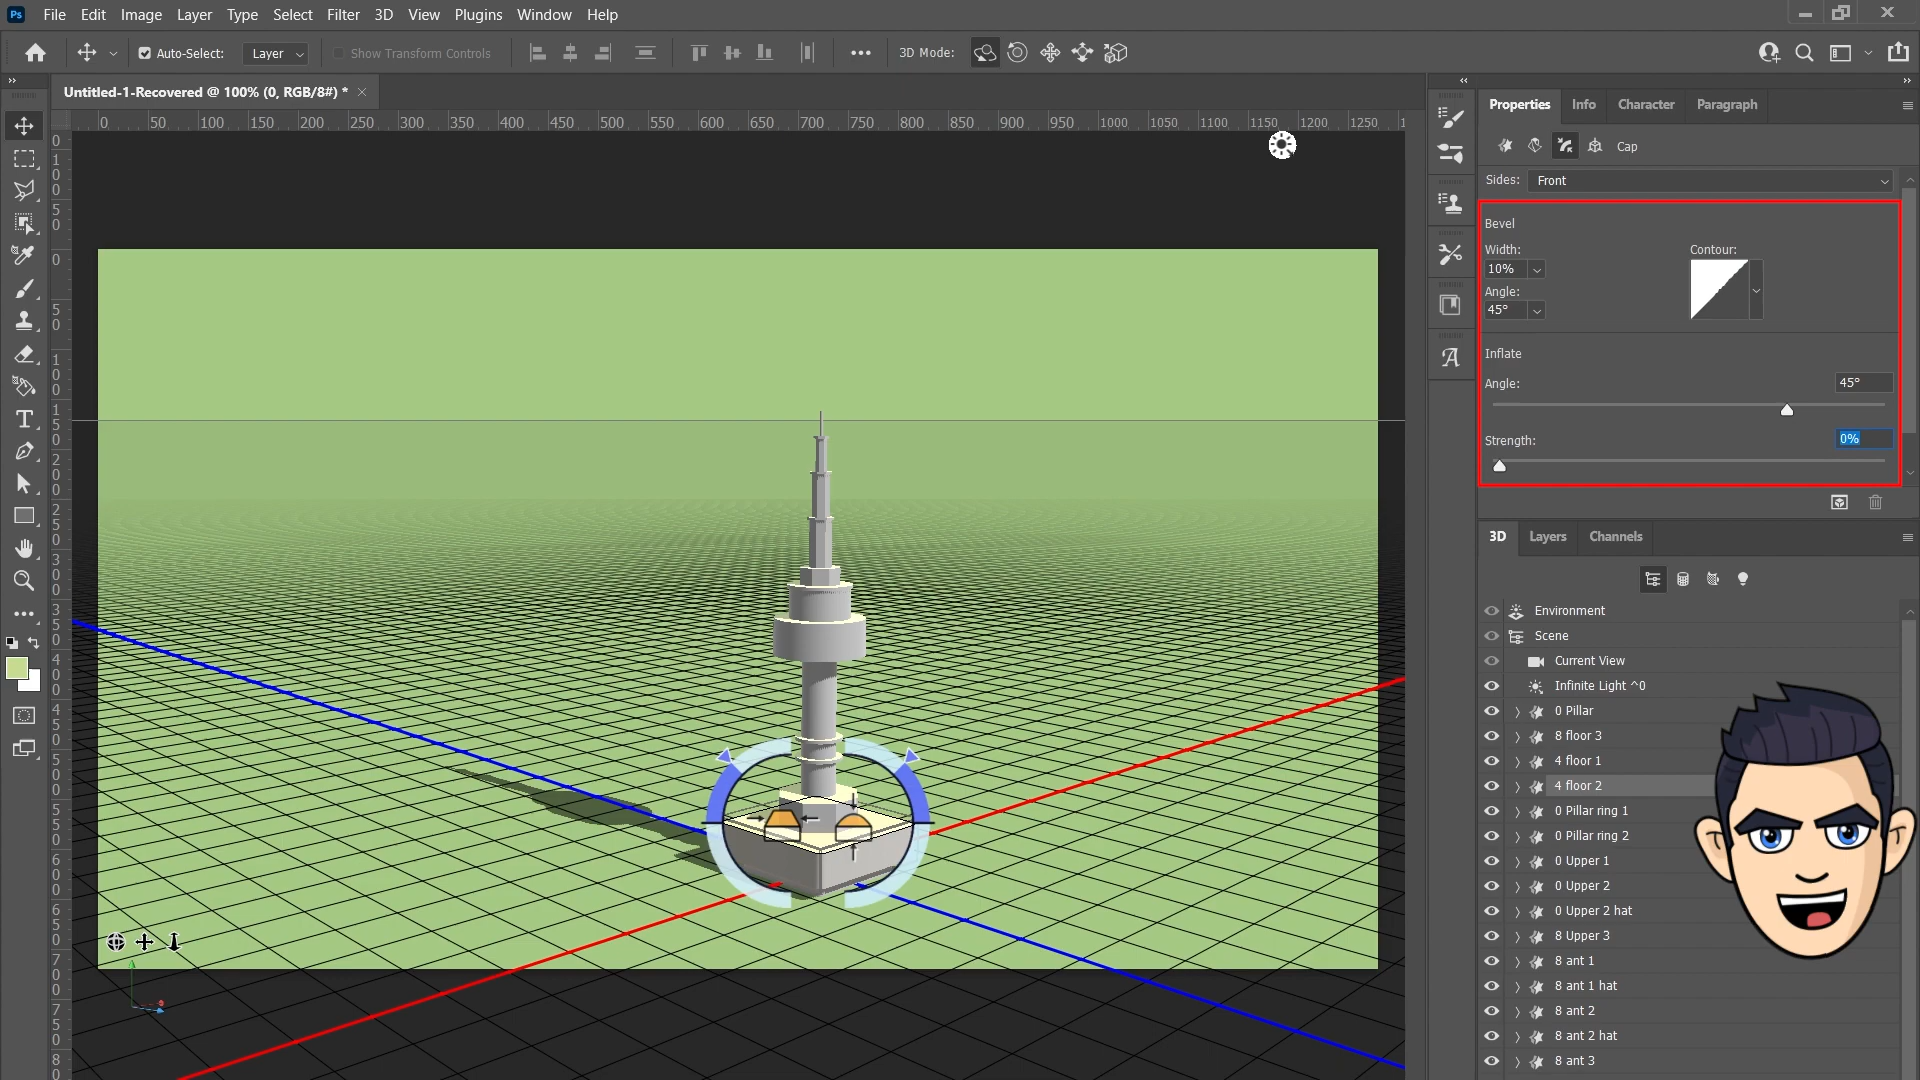 Ps File Edit Image Layer Type Select Filter 3D View Plugins Window Help
Auto-Select: Layer Show Transform Controls 3D Mode:
Untitled-1-Recovered @ 100% (0, RGB/8#) *
0 50 100 150 200 250 300 350 400 450 500 550 600 650 700 750 800 850 900 950 1000 1050 1100 1150 1200 1250
Properties Info Character Paragraph
Cap
Sides: Front
Bevel
Width: Contour:
10%
Angle:
45°
Inflate
Angle: 45°
Strength: 0%
3D Layers Channels
Environment
Scene
Current View
Infinite Light ^0
0 Pillar
8 floor 3
4 floor 1
4 floor 2
0 Pillar ring 1
0 Pillar ring 2
0 Upper 1
0 Upper 2
0 Upper 2 hat
8 Upper 3
8 ant 1
8 ant 1 hat
8 ant 2
8 ant 2 hat
8 ant 3